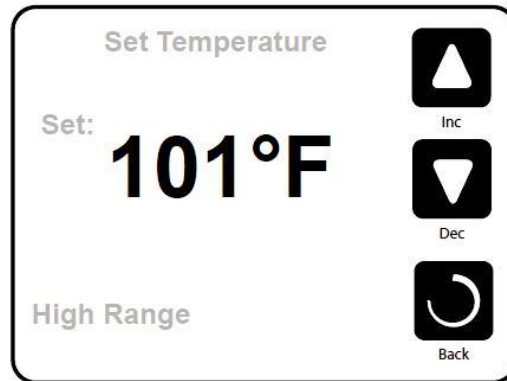 Set Temperature
Inc
Set:
101°F
Dec
High Range
Back